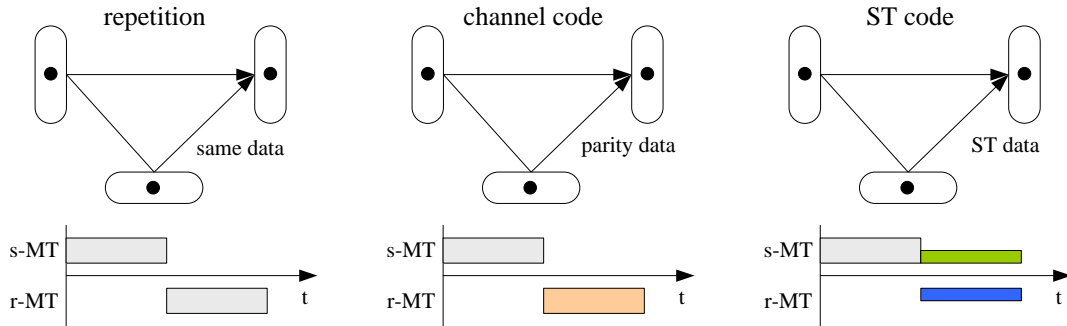 repetition
same data
s-MT
r-MT
t
channel code
parity data
s-MT
r-MT
t
ST code
ST data
s-MT
r-MT
t